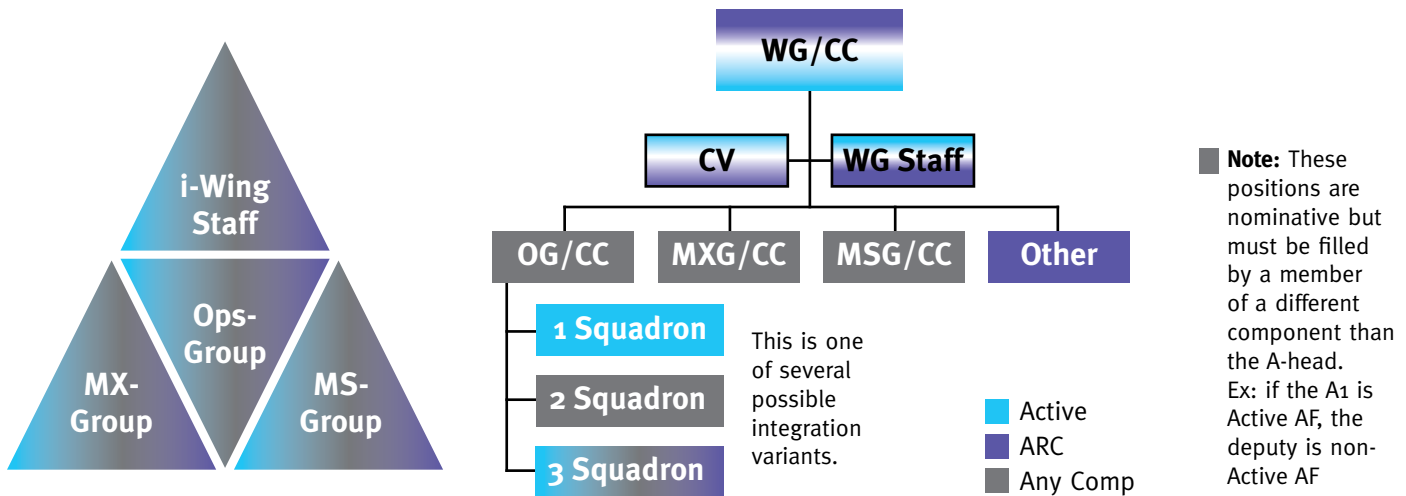 i-Wing
Staff
Ops-
Group
MX-
Group
MS-
Group
WG/CC
CV
WG Staff
OG/CC
MXG/CC
MSG/CC
Other
1 Squadron
2 Squadron
3 Squadron
This is one
of several
possible
integration
variants.
Active
ARC
Any Comp
Note: These
positions are
nominative but
must be filled
by a member
of a different
component than
the A-head.
Ex: if the A1 is
Active AF, the
deputy is non-
Active AF